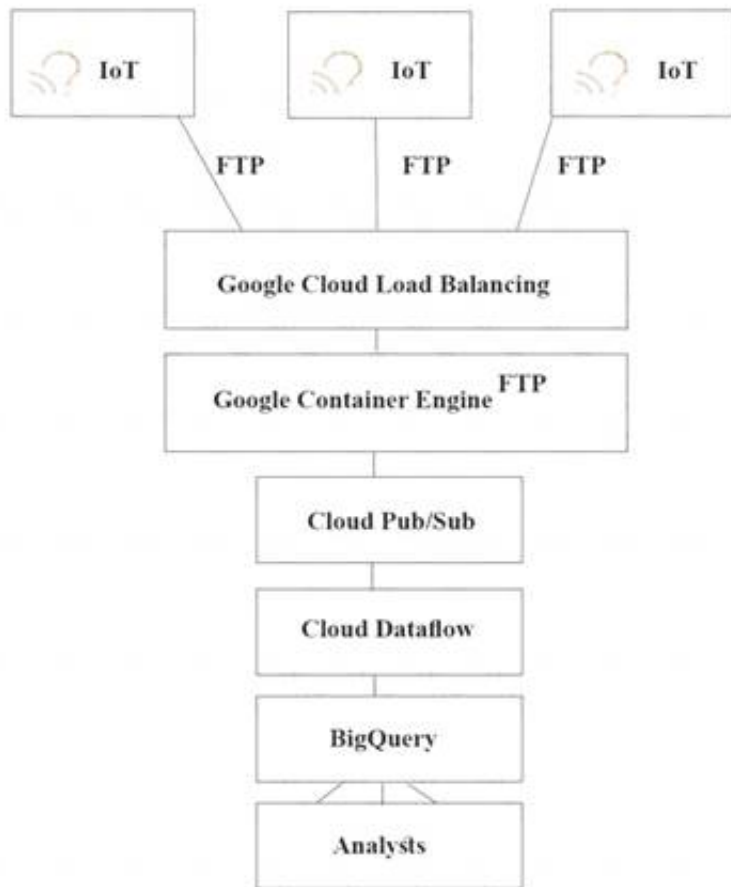 IoT
IoT
IoT
FTP
FTP
FTP
Google Cloud Load Balancing
Google Container Engine FTP
Cloud Pub/Sub
Cloud Dataflow
BigQuery
Analysts